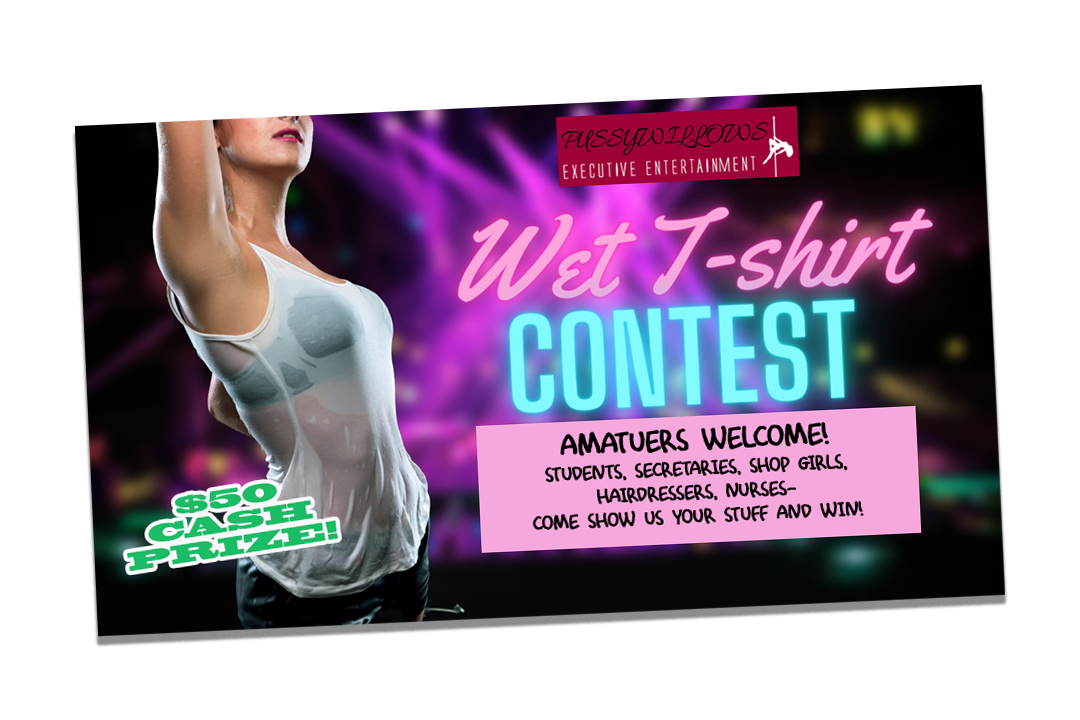 PUSSYWILLOWS
EXECUTIVE ENTERTAINMENT
Wet T-shirt
CONTEST
AMATUERS WELCOME!
STUDENTS, SECRETARIES, SHOP GIRLS,
HAIRDRESSERS, NURSES–
COME SHOW US YOUR STUFF AND WIN!
$50
CASH
PRIZE!